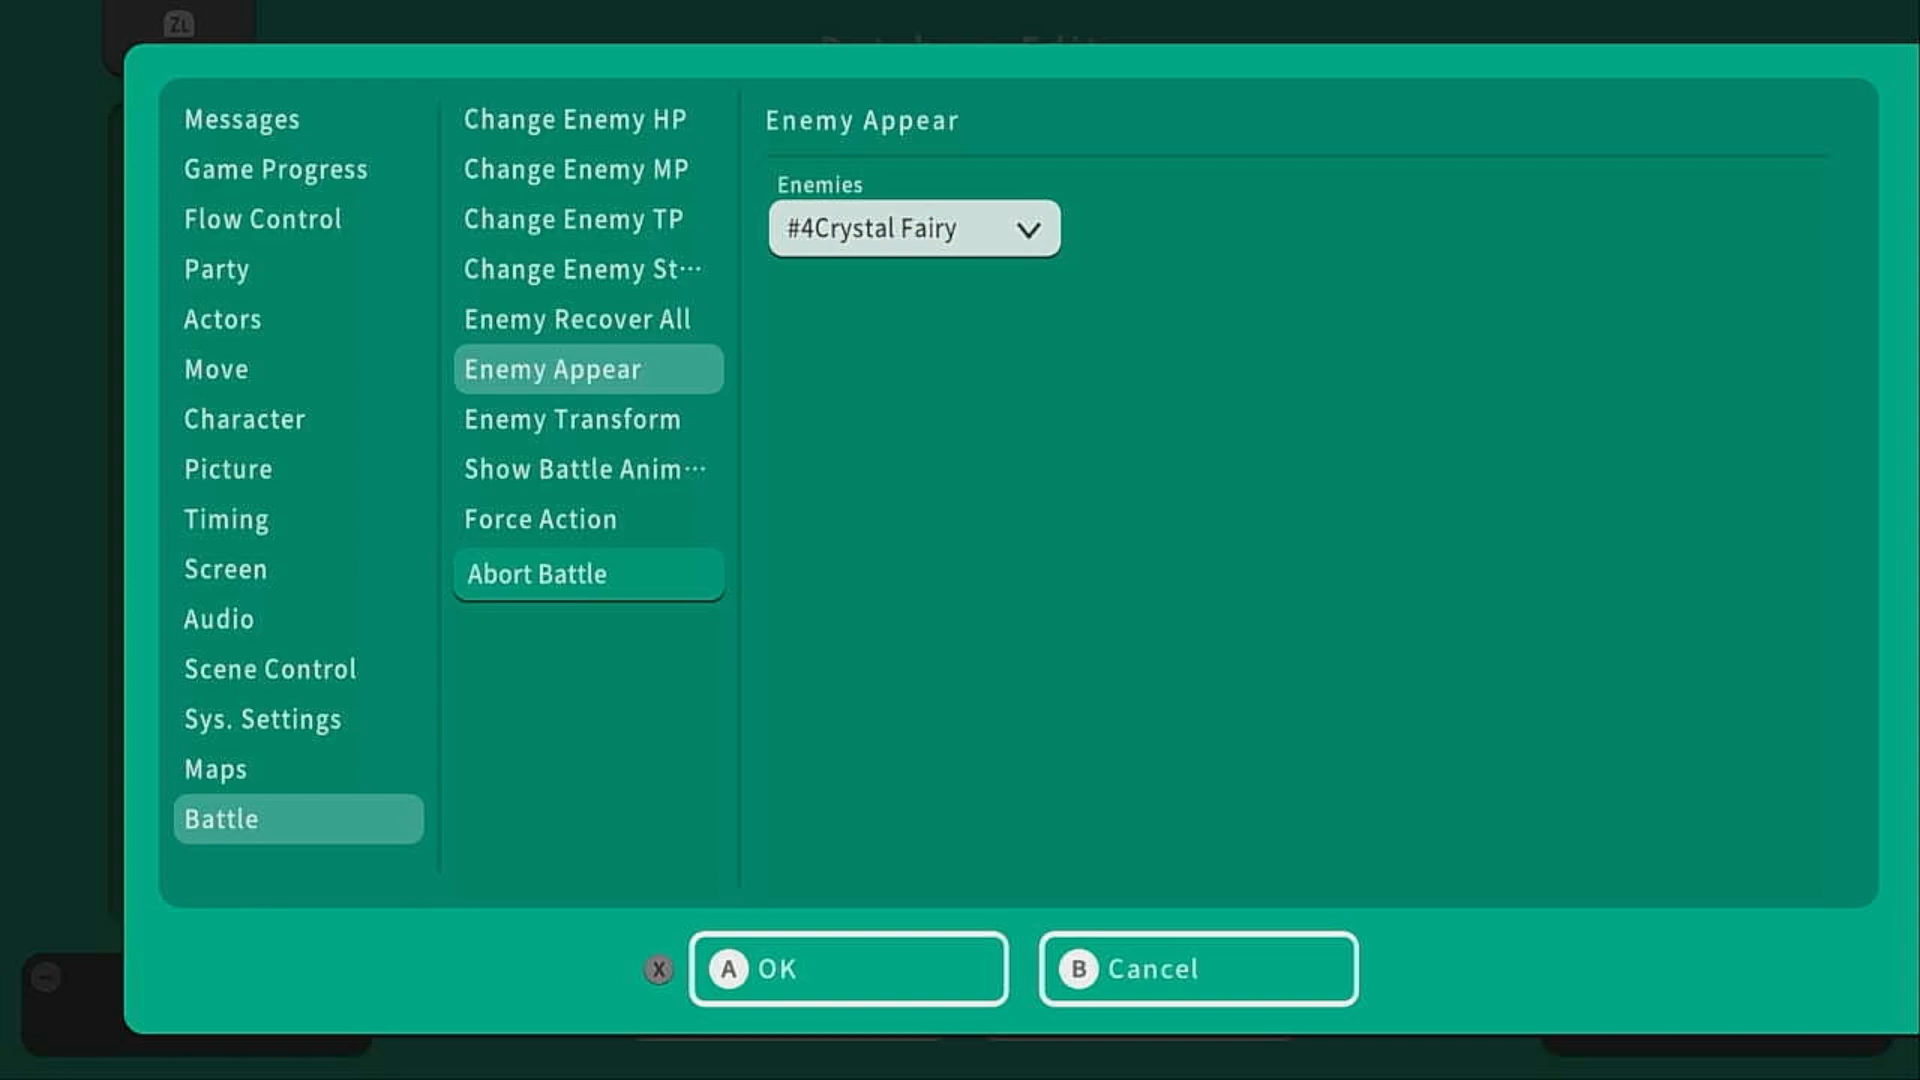 ZL
Messages
Game Progress
Flow Control
Party
Actors
Move
Character
Picture
Timing
Screen
Audio
Scene Control
Sys. Settings
Maps
Battle
Change Enemy HP
Change Enemy MP
Change Enemy TP
Change Enemy St···
Enemy Recover All
Enemy Appear
Enemy Transform
Show Battle Anim···
Force Action
Abort Battle
Enemy Appear
Enemies
#4Crystal Fairy
X A OK B Cancel